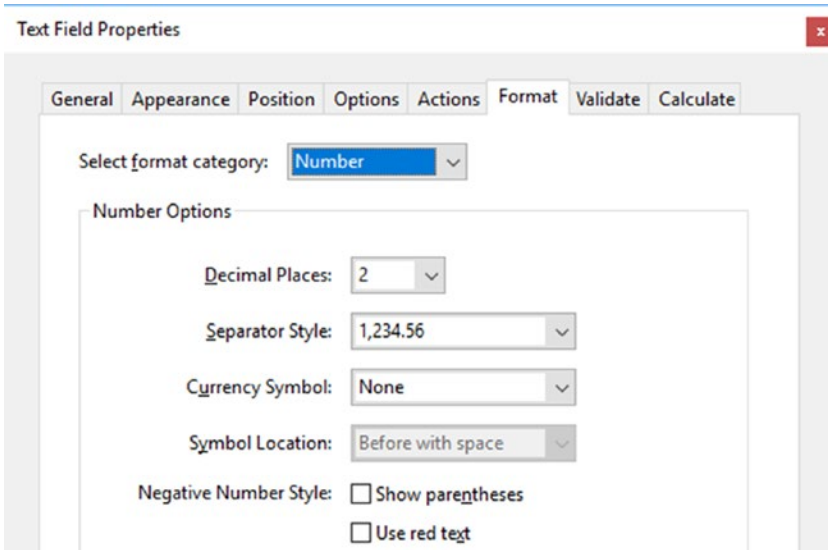 Text Field Properties
x
General Appearance Position Options Actions Format Validate Calculate
Select format category: Number
Number Options
Decimal Places: 2
Separator Style: 1,234.56
Currency Symbol: None
Symbol Location: Before with space
Negative Number Style: Show parentheses
Use red text